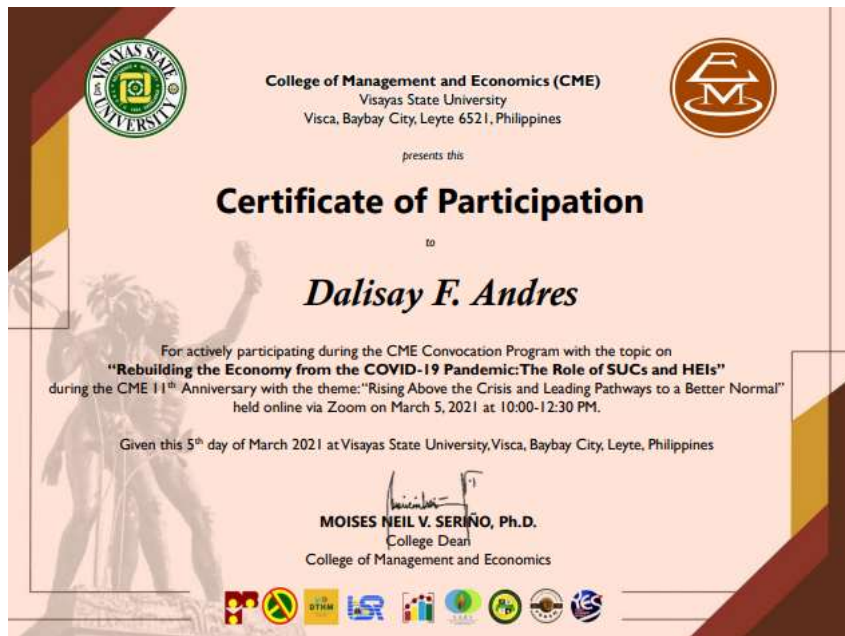 VISAYAS STATE UNIVERSITY
College of Management and Economics (CME)
Visayas State University
Visca, Baybay City, Leyte 6521, Philippines
presents this
Certificate of Participation
to
Dalisay F. Andres
For actively participating during the CME Convocation Program with the topic on
“Rebuilding the Economy from the COVID-19 Pandemic: The Role of SUCs and HEIs”
during the CME 11th Anniversary with the theme: “Rising Above the Crisis and Leading Pathways to a Better Normal”
held online via Zoom on March 5, 2021 at 10:00-12:30 PM.
Given this 5th day of March 2021 at Visayas State University, Visca, Baybay City, Leyte, Philippines
MOISES NEIL V. SERIÑO, Ph.D.
College Dean
College of Management and Economics
DTHM